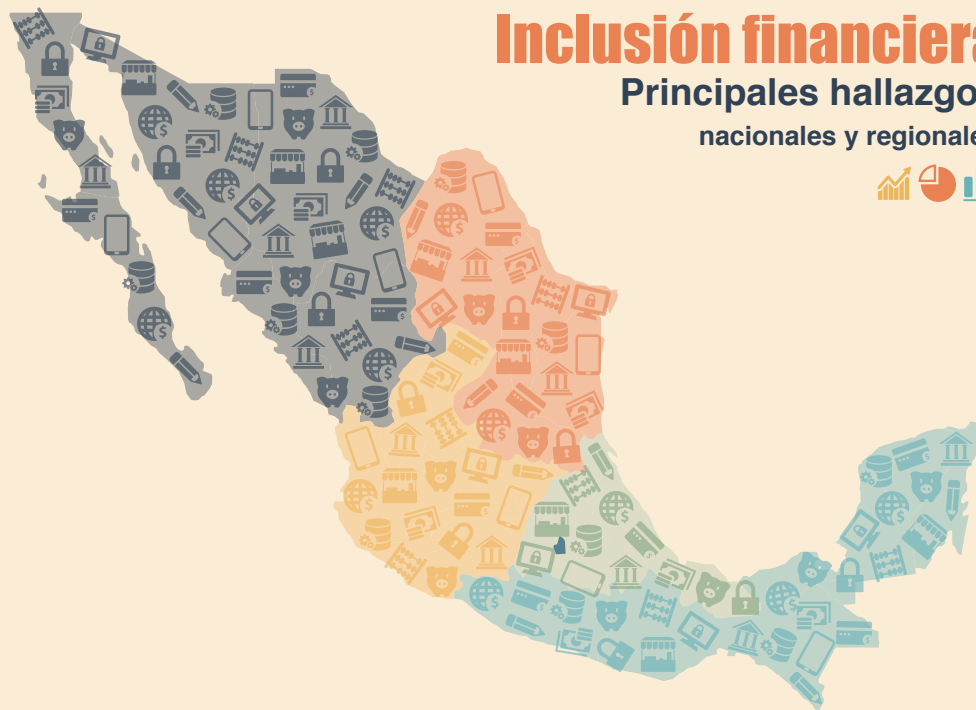 Inclusión financiera
Principales hallazgo
nacionales y regionale